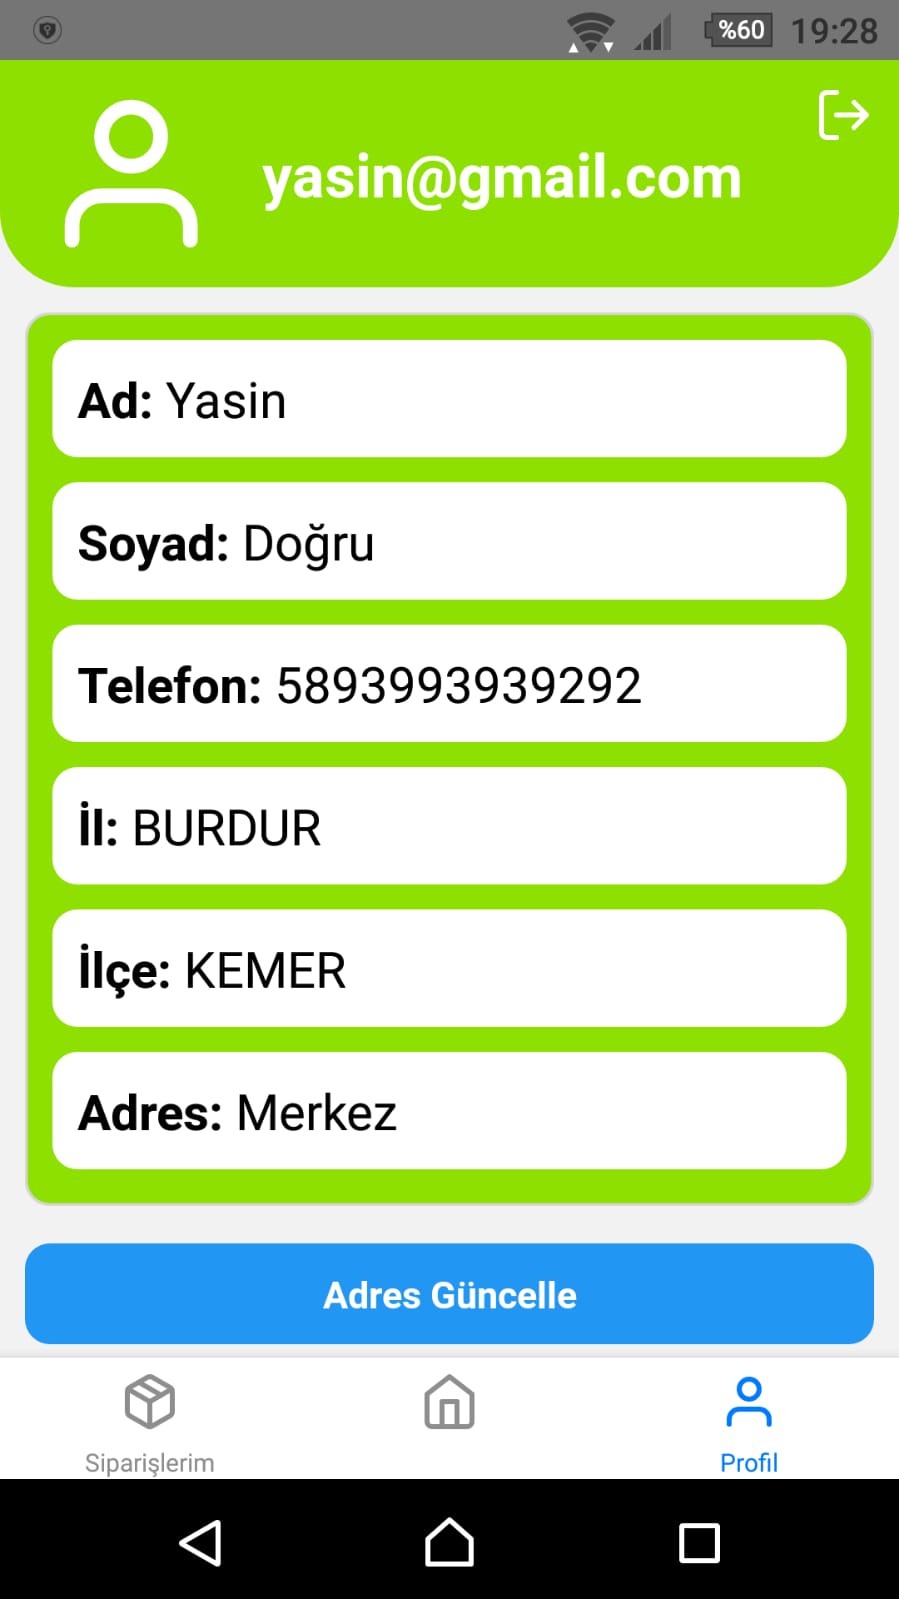 %60 19:28
yasin@gmail.com
Ad: Yasin
Soyad: Doğru
Telefon: 5893993939292
İl: BURDUR
İlçe: KEMER
Adres: Merkez
Adres Güncelle
Siparişlerim Profil